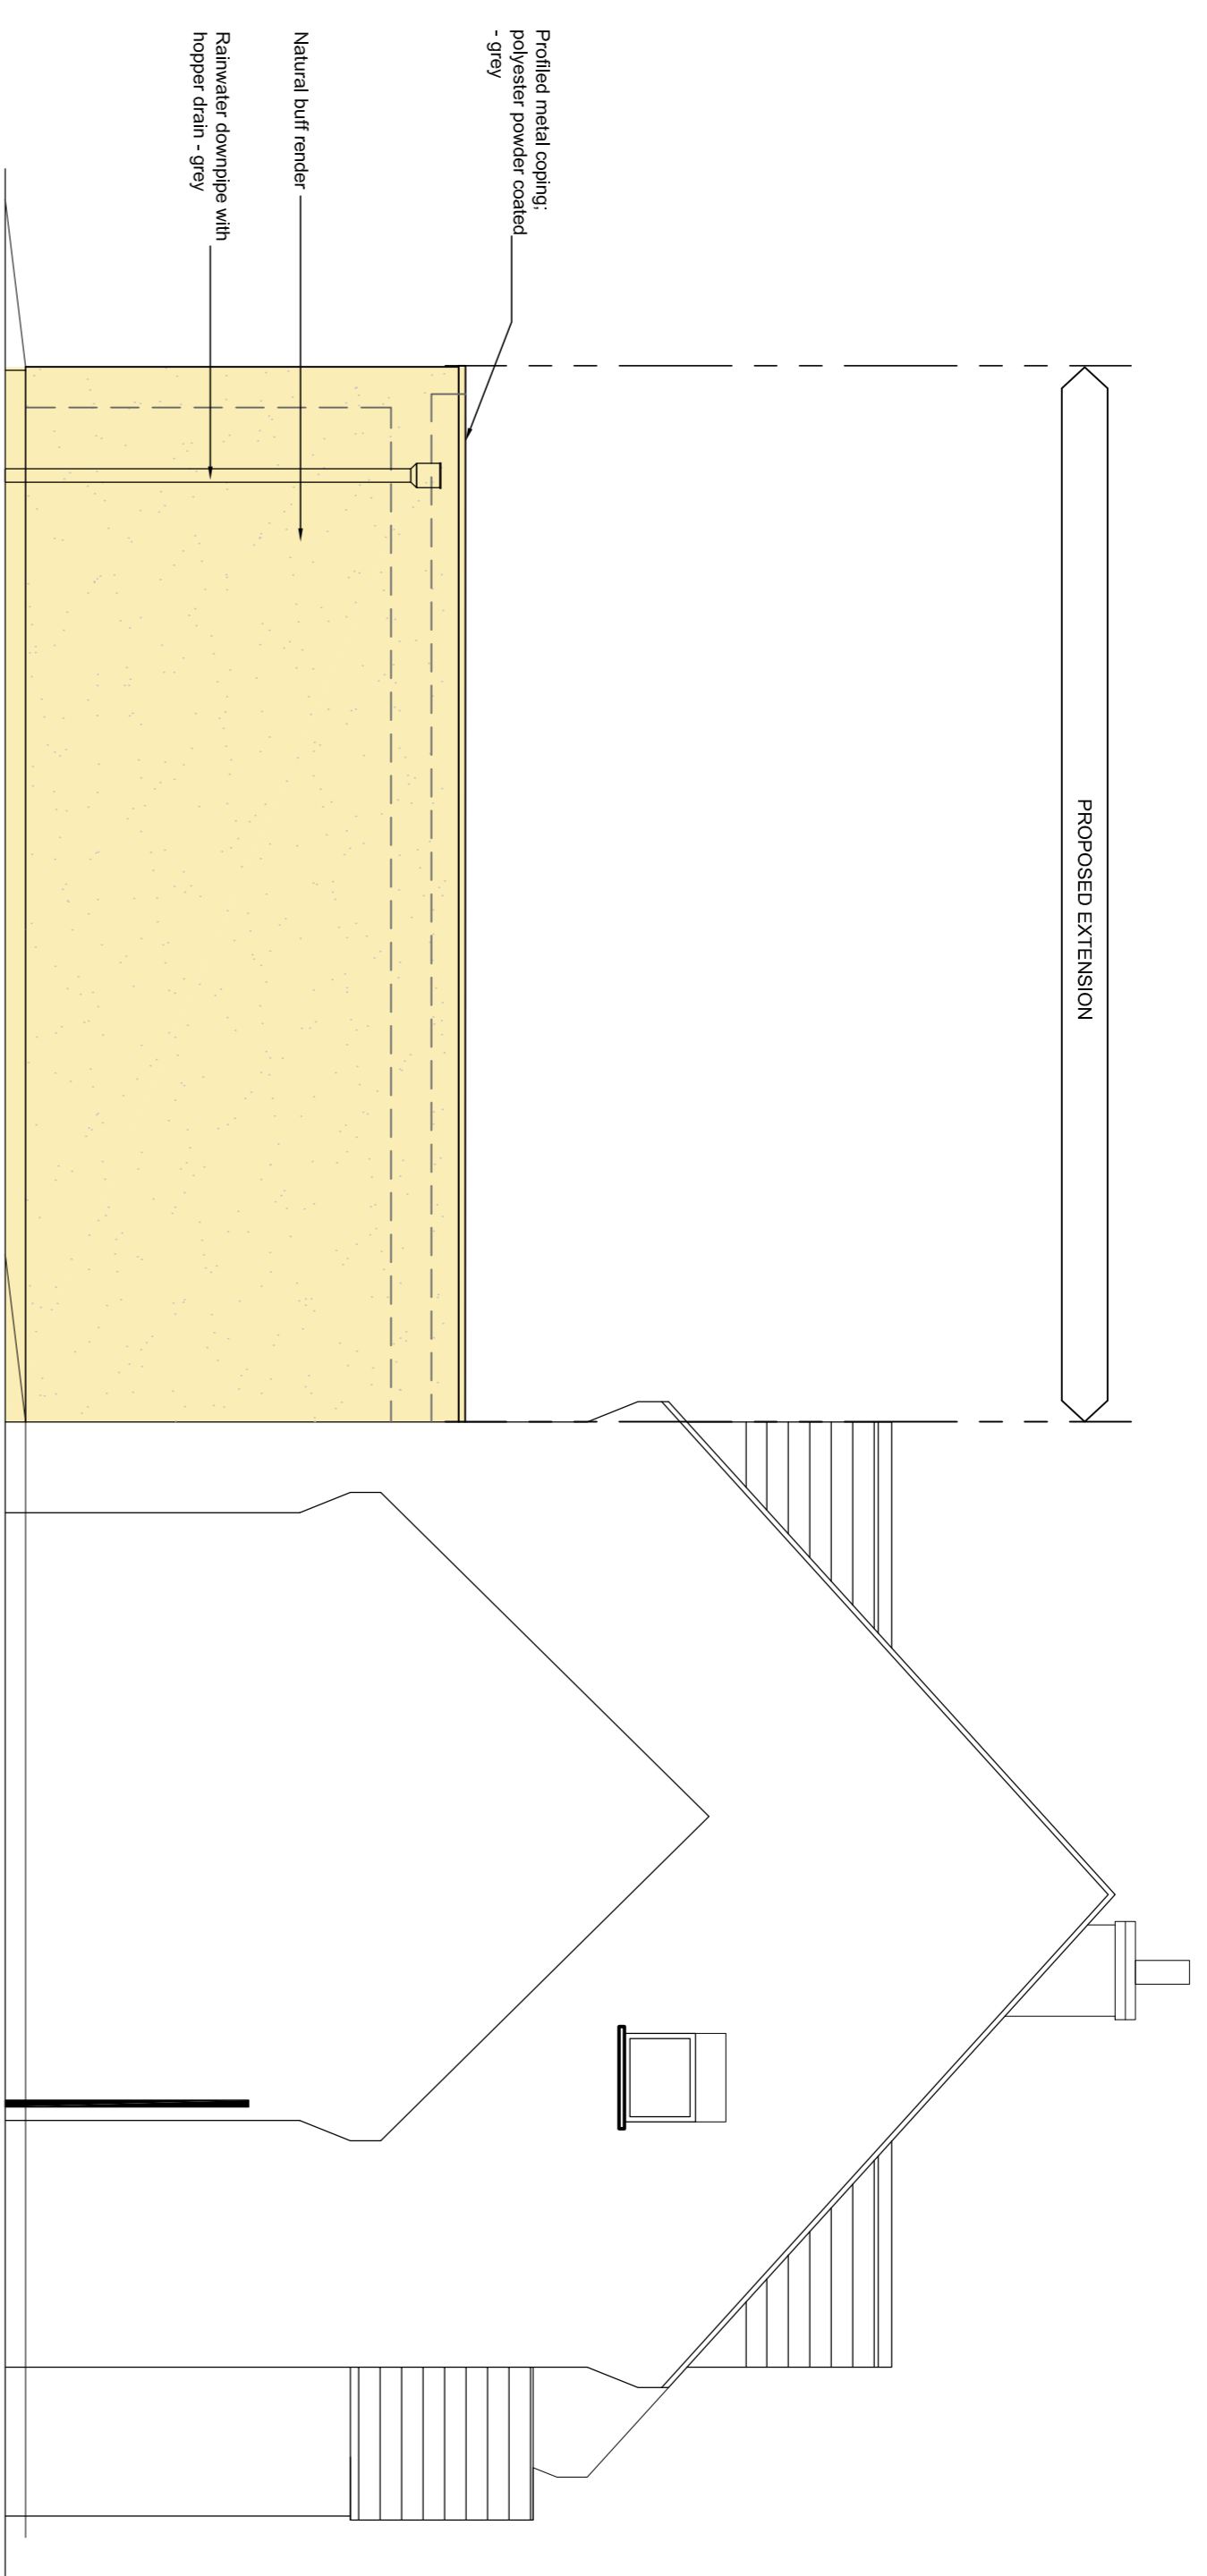 PROPOSED EXTENSION
Profiled metal coping;
polyester powder coated
- grey
Natural buff render
Rainwater downpipe with
hopper drain - grey